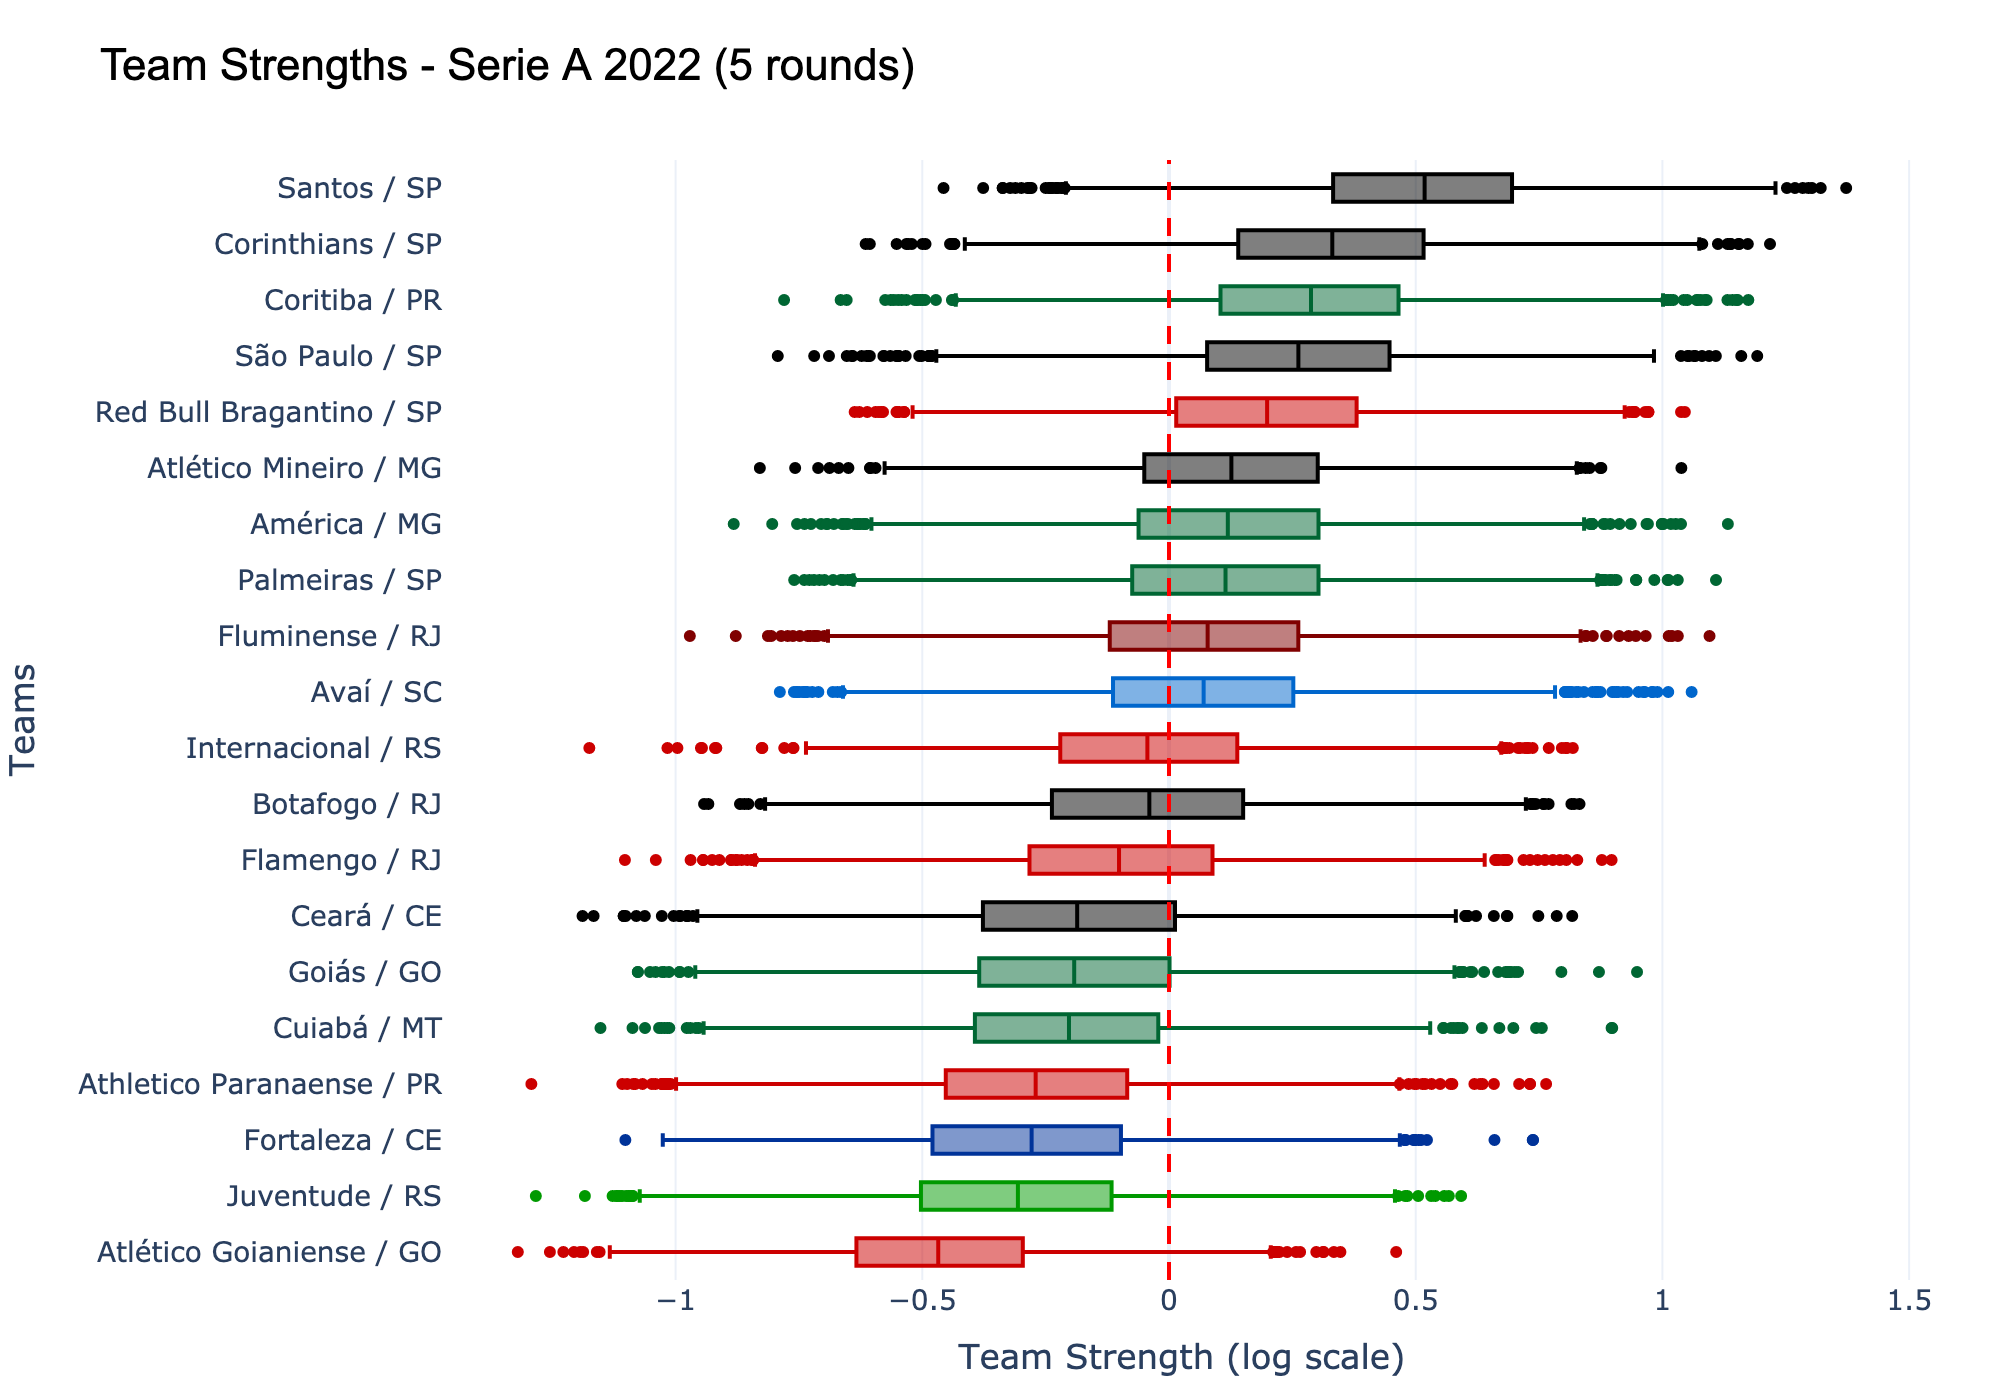 Team Strengths - Serie A 2022 (5 rounds)
Santos / SP
Corinthians / SP
Coritiba / PR
São Paulo / SP
Red Bull Bragantino / SP
Atlético Mineiro / MG
América / MG
Palmeiras / SP
Fluminense / RJ
Avaí / SC
Internacional / RS
Botafogo / RJ
Flamengo / RJ
Ceará / CE
Goiás / GO
Cuiabá / MT
Athletico Paranaense / PR
Fortaleza / CE
Juventude / RS
Atlético Goianiense / GO
Teams
−1 −0.5 0 0.5 1 1.5
Team Strength (log scale)